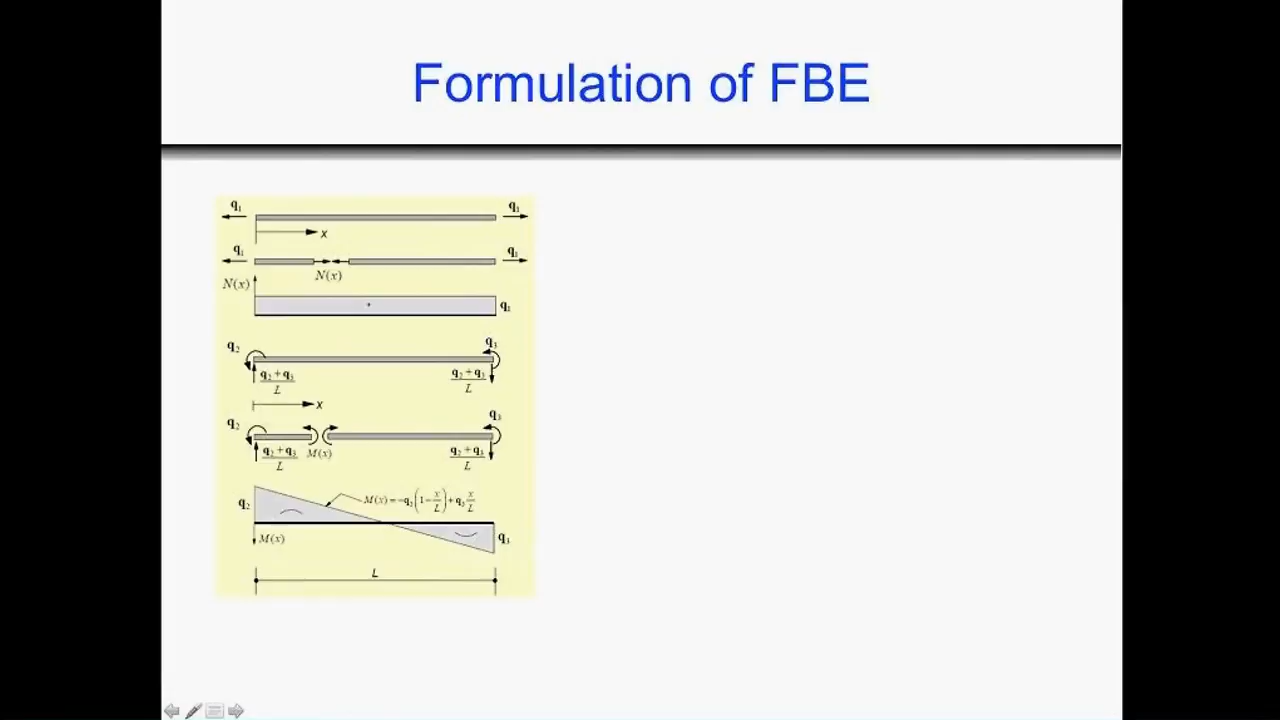 Formulation of FBE
q₁ q₁
x
q₁ q₁
N(x)
N(x)
q₁
q₂ q₃
q₂ + q₃ / L q₂ + q₃ / L
x
q₂ q₃
q₂ + q₃ / L M(x) q₂ + q₃ / L
M(x) = -q₂(1 - x/L) + q₃ x/L
q₂
M(x) q₃
L